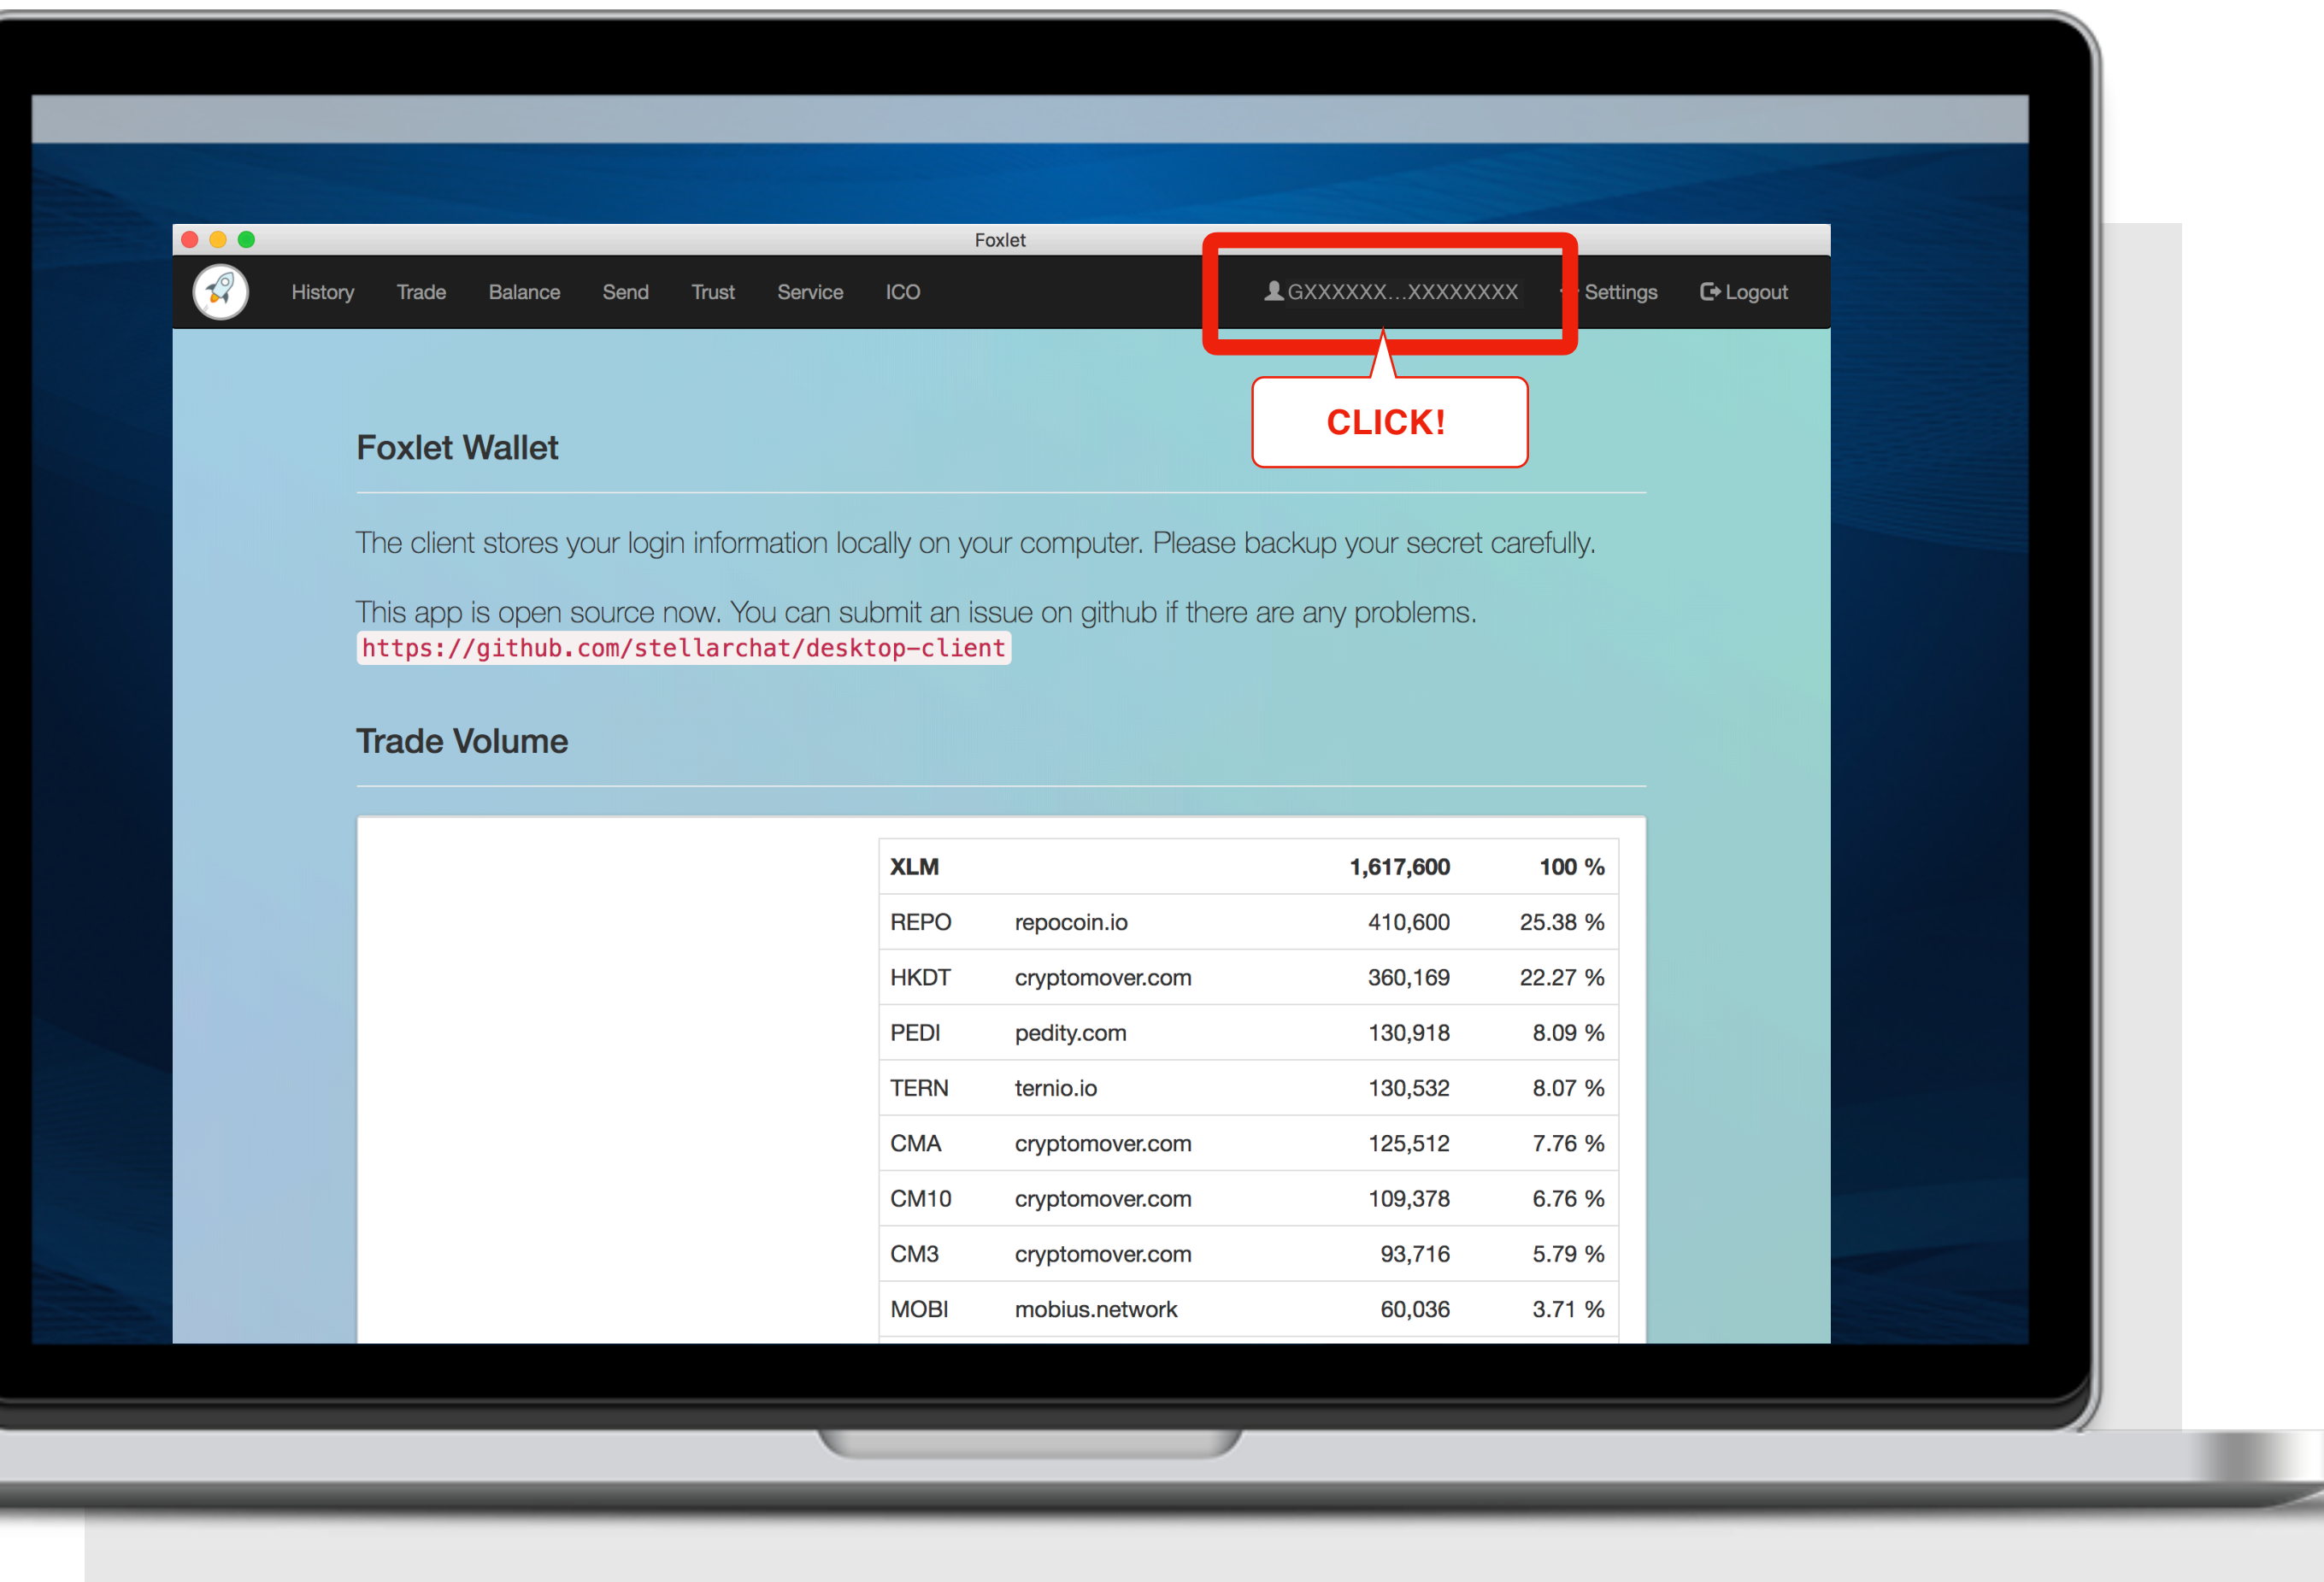 Foxlet
History Trade Balance Send Trust Service ICO GXXXXXX...XXXXXXXX Settings Logout
CLICK!
Foxlet Wallet
The client stores your login information locally on your computer. Please backup your secret carefully.
This app is open source now. You can submit an issue on github if there are any problems.
https://github.com/stellarchat/desktop-client
Trade Volume
XLM 1,617,600 100 %
REPO repocoin.io 410,600 25.38 %
HKDT cryptomover.com 360,169 22.27 %
PEDI pedity.com 130,918 8.09 %
TERN ternio.io 130,532 8.07 %
CMA cryptomover.com 125,512 7.76 %
CM10 cryptomover.com 109,378 6.76 %
CM3 cryptomover.com 93,716 5.79 %
MOBI mobius.network 60,036 3.71 %